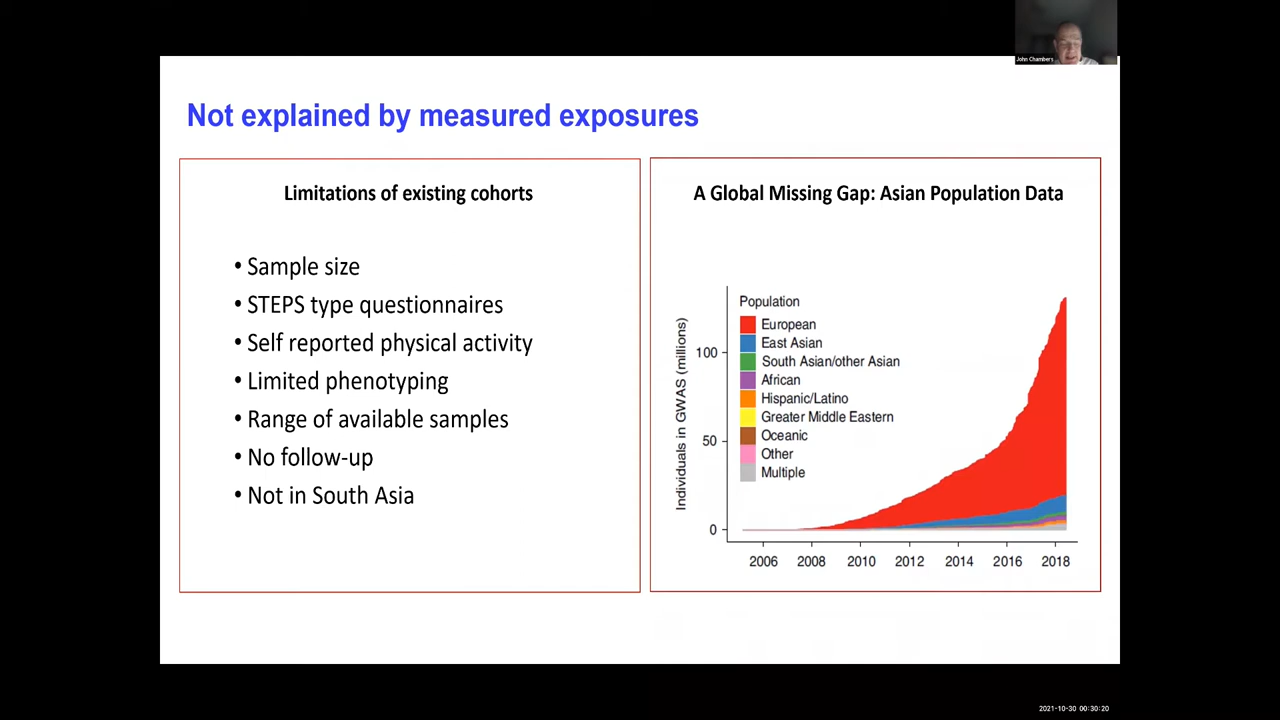 John Chambers
Not explained by measured exposures
Limitations of existing cohorts
• Sample size
• STEPS type questionnaires
• Self reported physical activity
• Limited phenotyping
• Range of available samples
• No follow-up
• Not in South Asia
A Global Missing Gap: Asian Population Data
Individuals in GWAS (millions)
100
50
0
Population
European
East Asian
South Asian/other Asian
African
Hispanic/Latino
Greater Middle Eastern
Oceanic
Other
Multiple
2006 2008 2010 2012 2014 2016 2018
2021-10-30 00:30:20